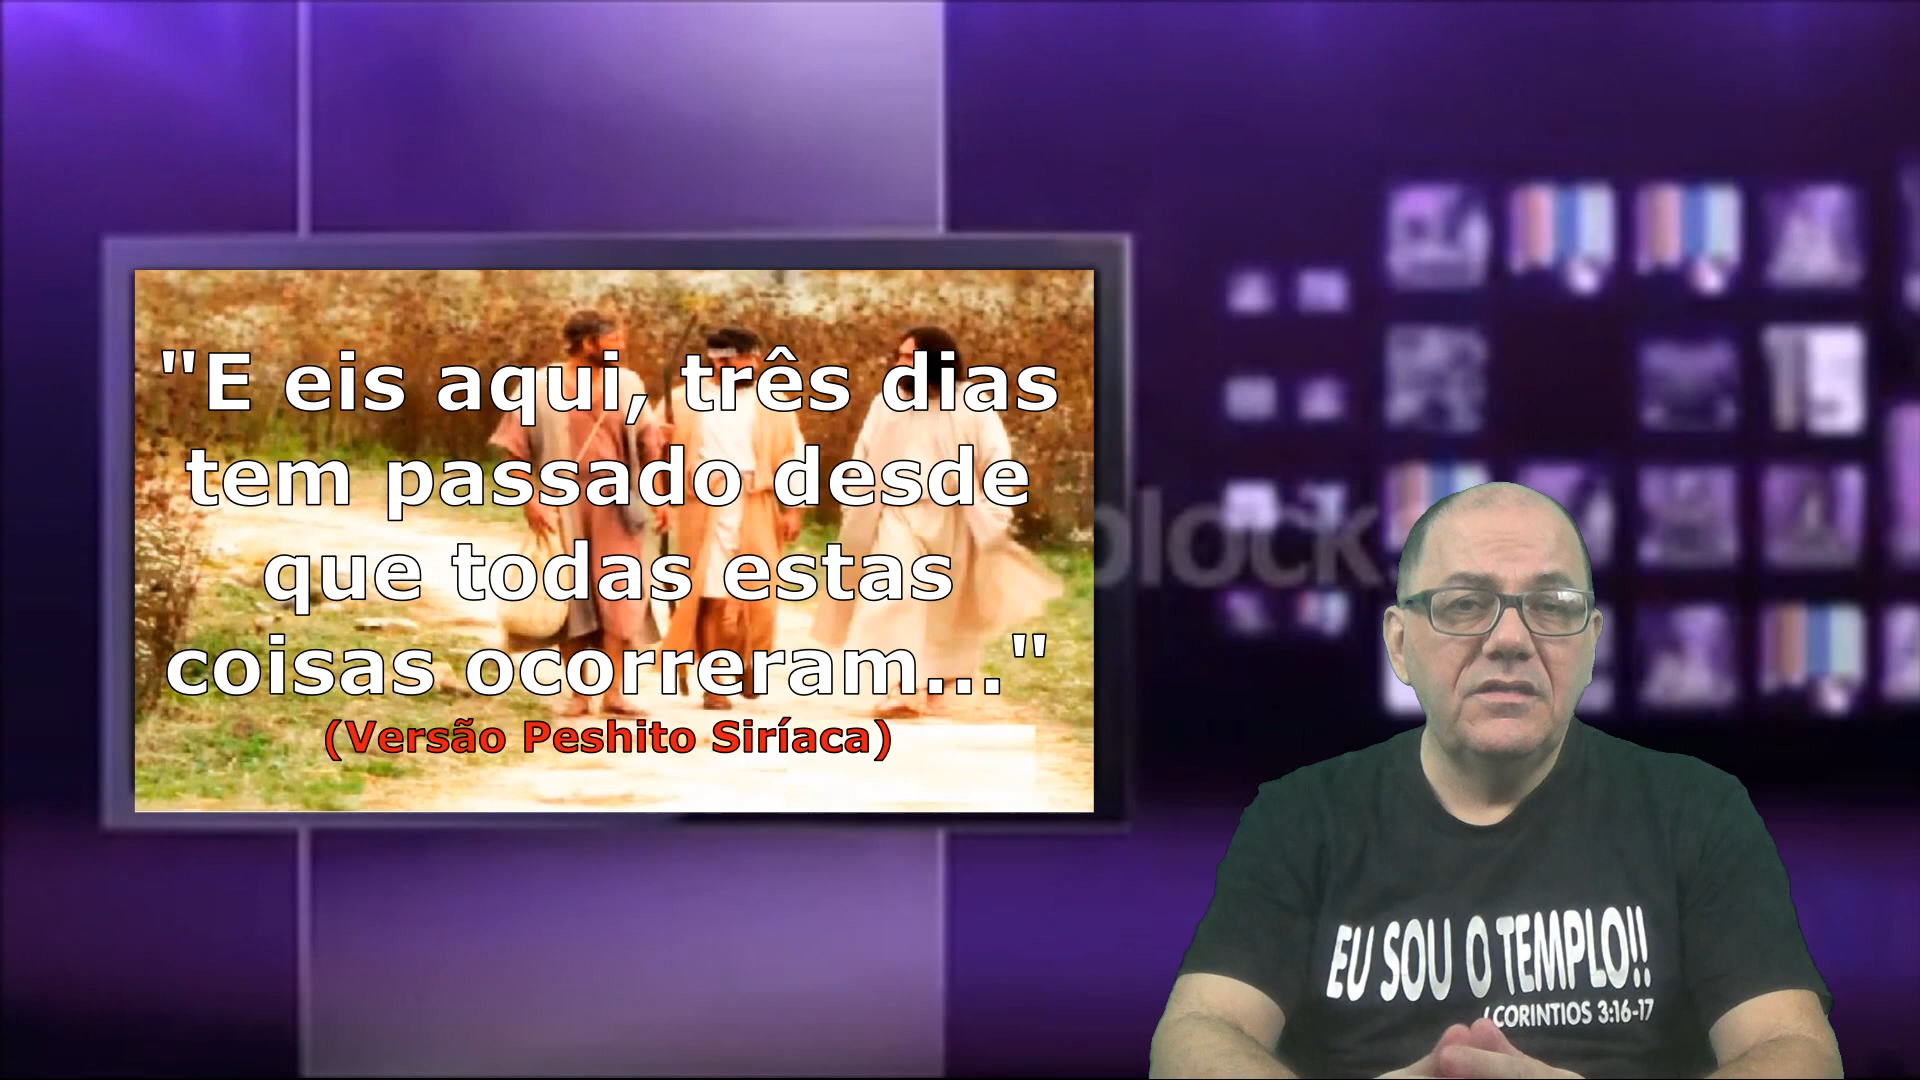 "E eis aqui, três dias
tem passado desde
que todas estas
coisas ocorreram..."
(Versão Peshito Siríaca)
block
EU SOU O TEMPLO!!
I CORINTIOS 3:16-17